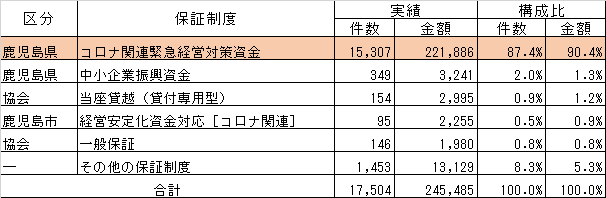 区分 保証制度 実績 構成比
件数 金額 件数 金額
鹿児島県 コロナ関連緊急経営対策資金 15,307 221,886 87.4% 90.4%
鹿児島県 中小企業振興資金 349 3,241 2.0% 1.3%
協会 当座貸越（貸付専用型） 154 2,995 0.9% 1.2%
鹿児島市 経営安定化資金対応［コロナ関連］ 95 2,255 0.5% 0.9%
協会 一般保証 146 1,980 0.8% 0.8%
― その他の保証制度 1,453 13,129 8.3% 5.3%
合計 17,504 245,485 100.0% 100.0%